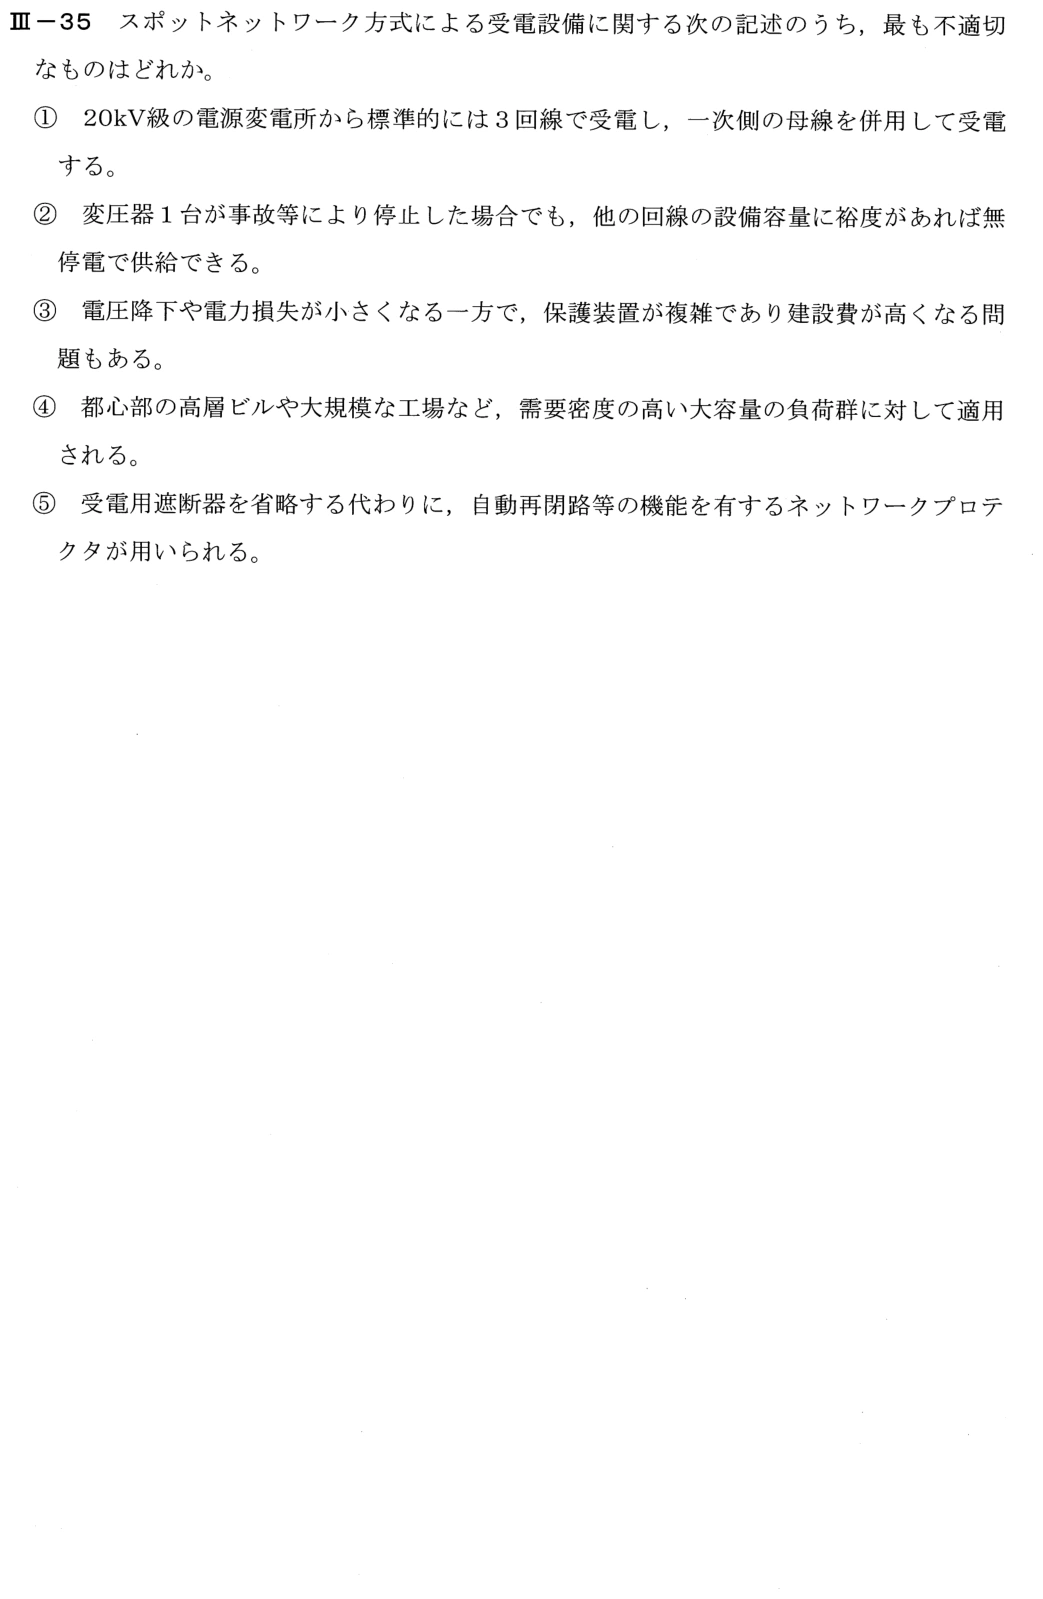 Ⅲ－35　スポットネットワーク方式による受電設備に関する次の記述のうち，最も不適切
なものはどれか。
①　20kV級の電源変電所から標準的には３回線で受電し，一次側の母線を併用して受電
する。
②　変圧器１台が事故等により停止した場合でも，他の回線の設備容量に裕度があれば無
停電で供給できる。
③　電圧降下や電力損失が小さくなる一方で，保護装置が複雑であり建設費が高くなる問
題もある。
④　都心部の高層ビルや大規模な工場など，需要密度の高い大容量の負荷群に対して適用
される。
⑤　受電用遮断器を省略する代わりに，自動再閉路等の機能を有するネットワークプロテ
クタが用いられる。